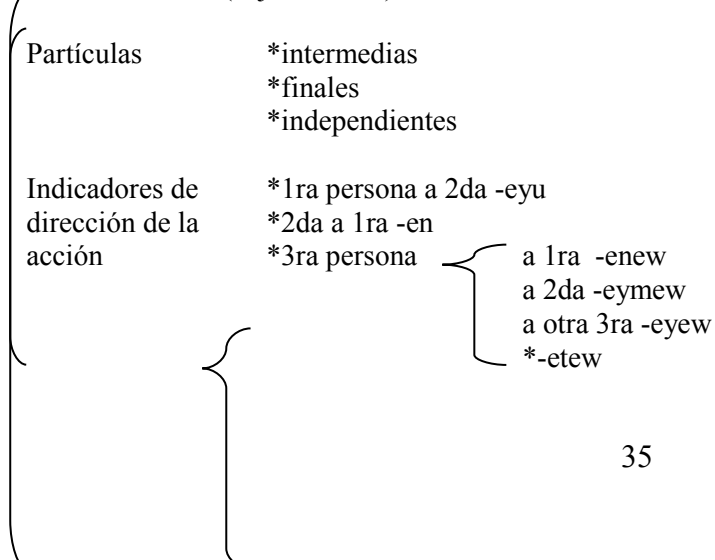 Partículas *intermedias
*finales
*independientes
Indicadores de *1ra persona a 2da -eyu
dirección de la *2da a 1ra -en
acción *3ra persona a 1ra -enew
a 2da -eymew
a otra 3ra -eyew
*-etew
35